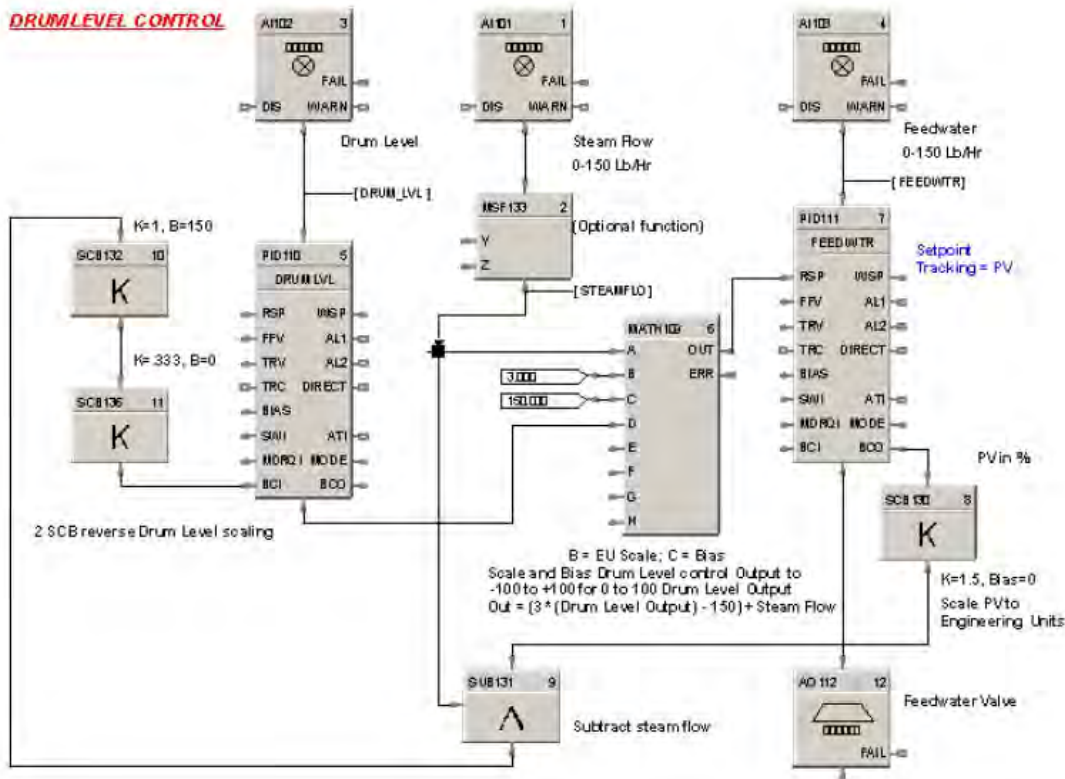 DRUMLEVEL CONTROL
AI102 3
FAIL
DIS WARN
Drum Level
[DRUM_LVL]
AI101 1
FAIL
DIS WARN
Steam Flow
0-150 Lb/Hr
MSF133 2
Y
Z
(Optional function)
[STEAMFLO]
AI103 4
FAIL
DIS WARN
Feedwater
0-150 Lb/Hr
[FEEDWTR]
K=1, B=150
SCB132 10
K
K=.333, B=0
SCB136 11
K
2 SCB reverse Drum Level scaling
PID110 5
DRUMLVL
RSP WSP
FFV AL1
TRV AL2
TRC DIRECT
BIAS
SWI ATI
MDRQI MODE
BCI BCO
MATH109 6
A OUT
B ERR
C
D
E
F
G
H
3.000
150.000
B = EU Scale; C = Bias
Scale and Bias Drum Level control Output to
-100 to +100 for 0 to 100 Drum Level Output
Out = (3 * (Drum Level Output) - 150) + Steam Flow
PID111 7
FEEDWTR
RSP WSP
FFV AL1
TRV AL2
TRC DIRECT
BIAS
SWI ATI
MDRQI MODE
BCI BCO
Setpoint
Tracking = PV
PV in %
SCB130 8
K
K=1.5, Bias=0
Scale PV to
Engineering Units
SUB131 9
Subtract steam flow
AO112 12
FAIL
Feedwater Valve